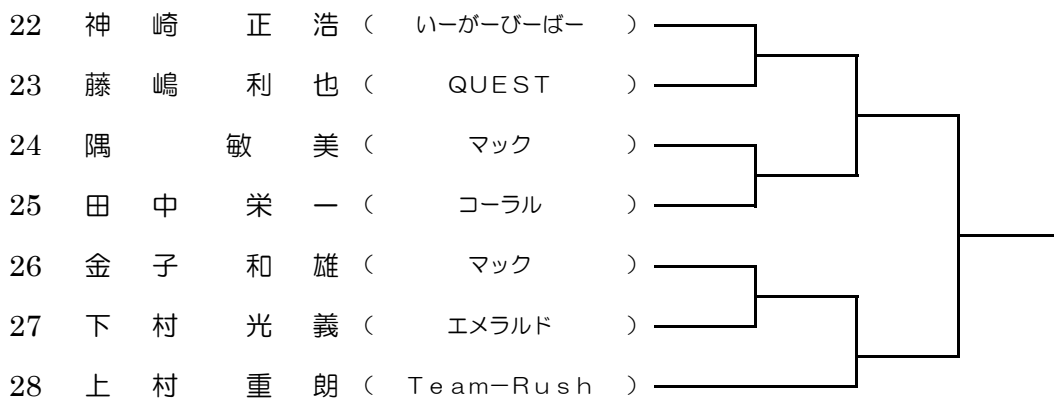 22 神 崎 正 浩 ( いーがーびーばー )
23 藤 嶋 利 也 ( QUEST )
24 隅 敏 美 ( マック )
25 田 中 栄 一 ( コーラル )
26 金 子 和 雄 ( マック )
27 下 村 光 義 ( エメラルド )
28 上 村 重 朗 ( Team−Rush )